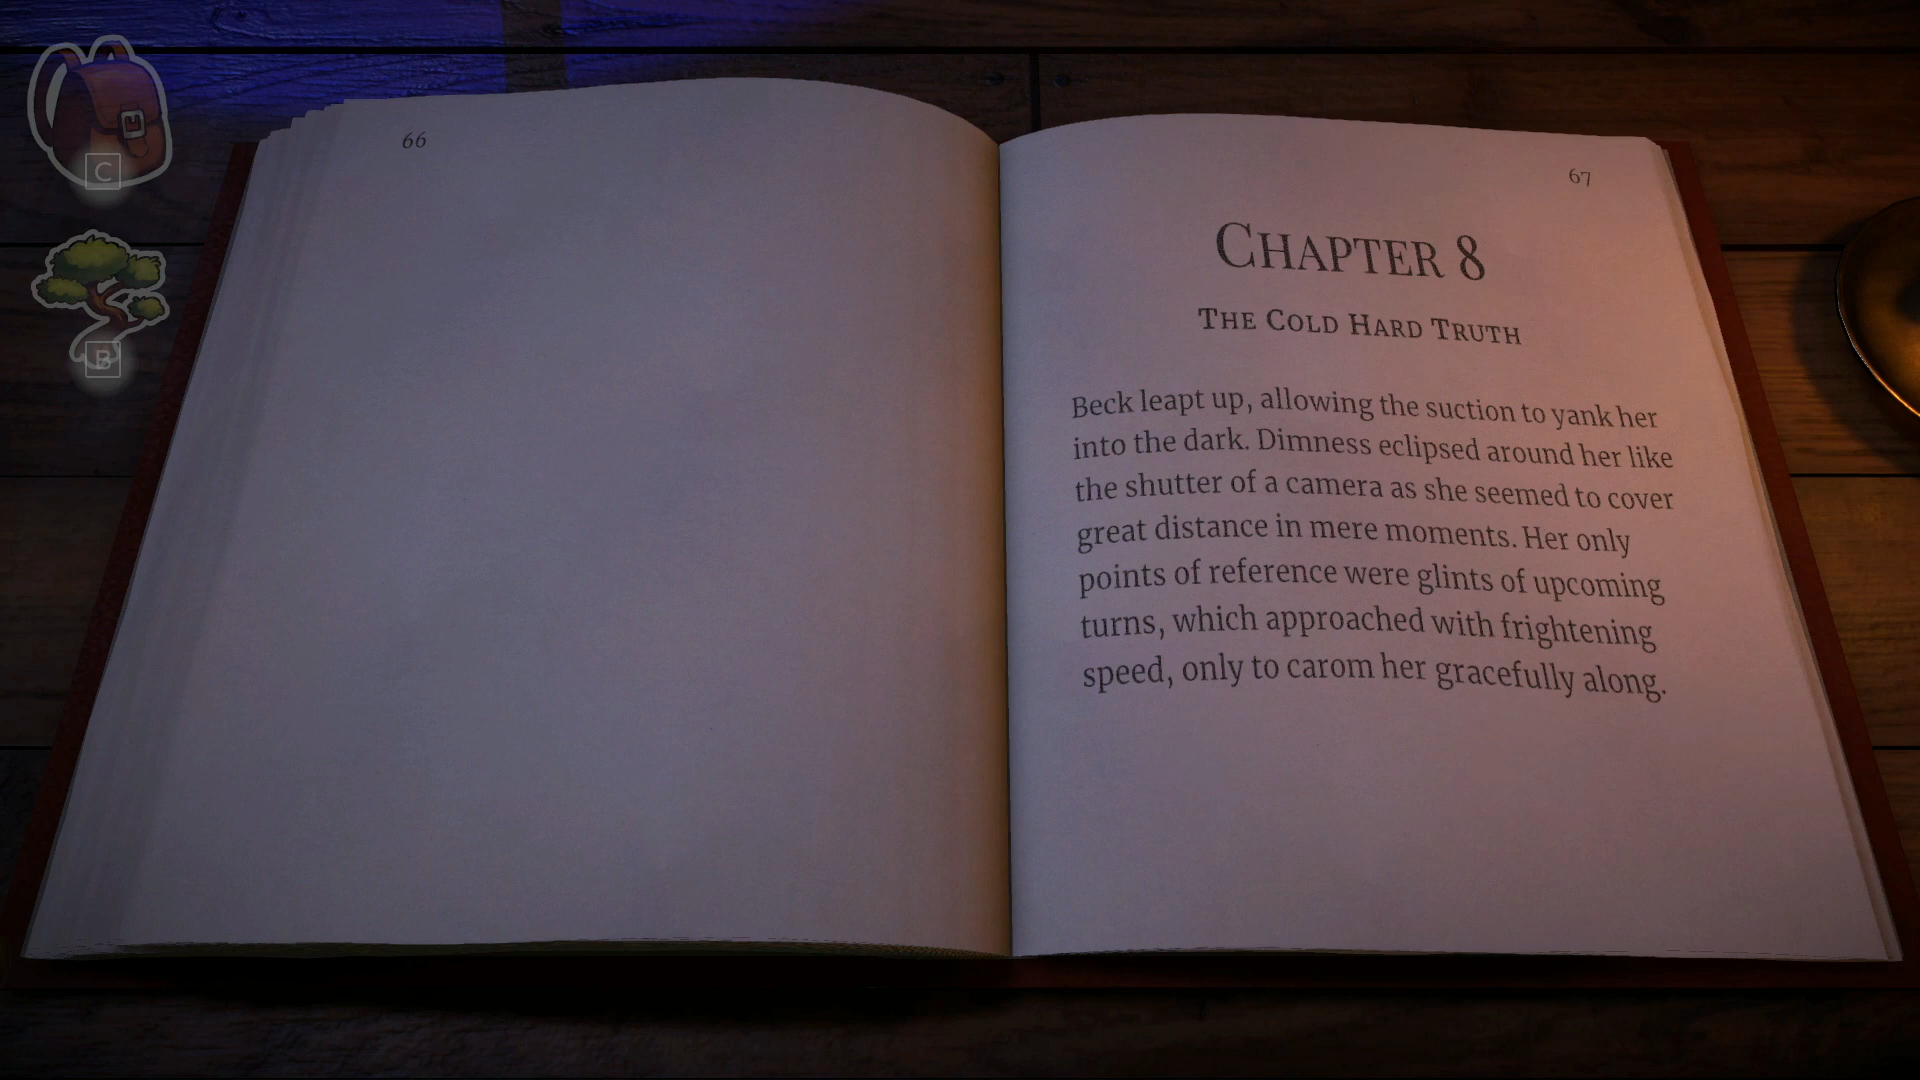 C
B
66
67
Chapter 8
The Cold Hard Truth
Beck leapt up, allowing the suction to yank her
into the dark. Dimness eclipsed around her like
the shutter of a camera as she seemed to cover
great distance in mere moments. Her only
points of reference were glints of upcoming
turns, which approached with frightening
speed, only to carom her gracefully along.